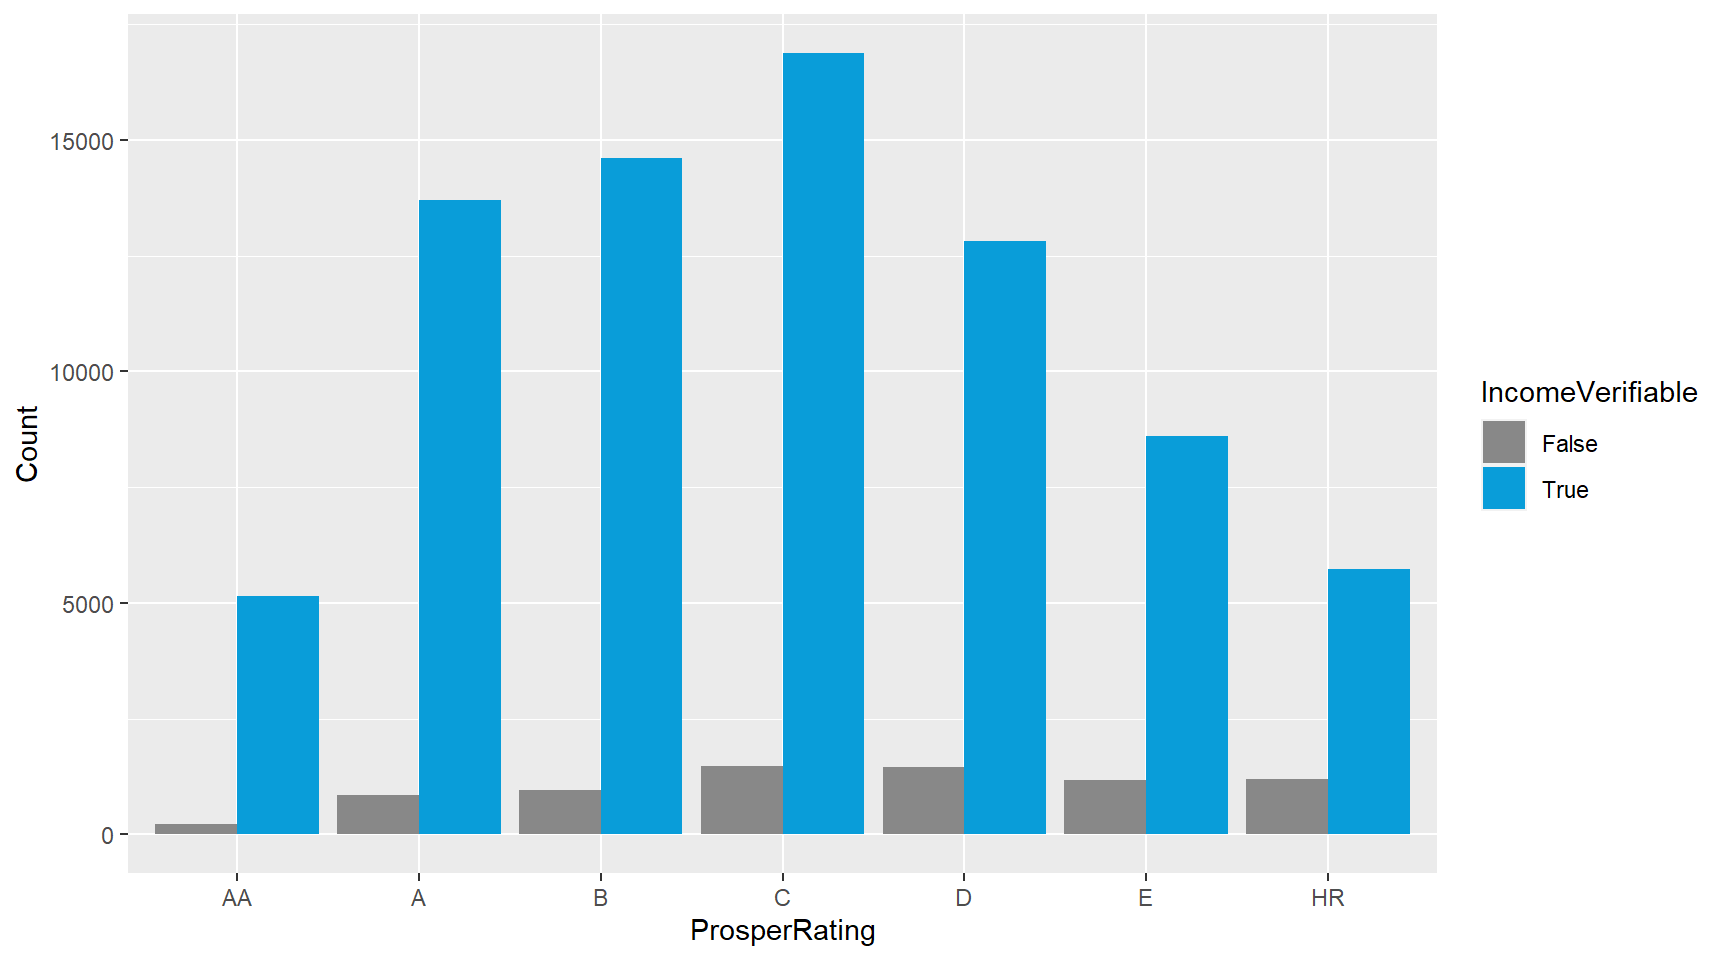 15000
10000
5000
0
Count
AA A B C D E HR
ProsperRating
IncomeVerifiable
False
True